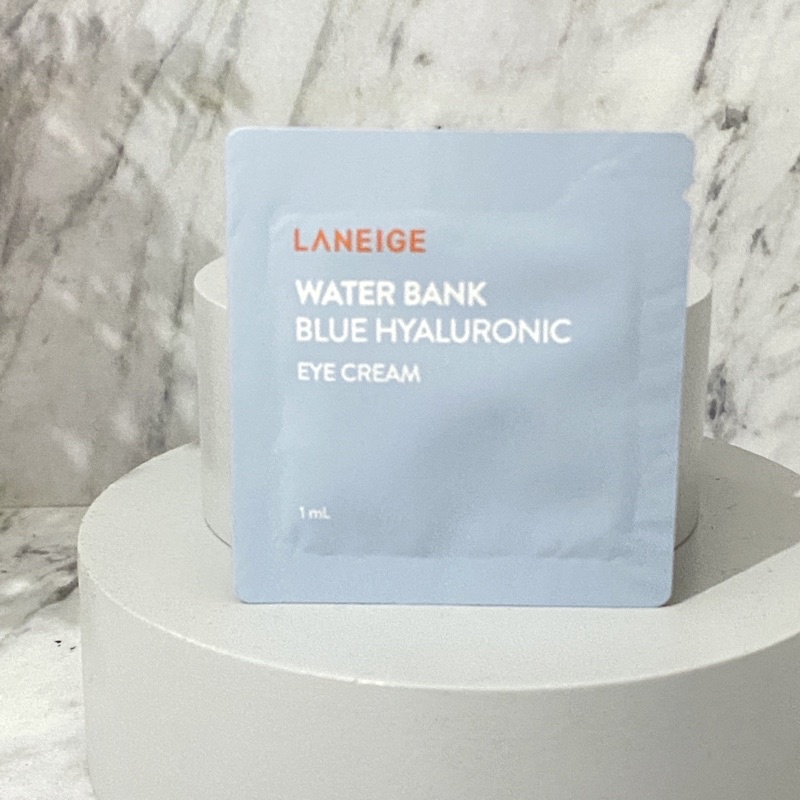 LANEIGE
WATER BANK
BLUE HYALURONIC
EYE CREAM
1 mL